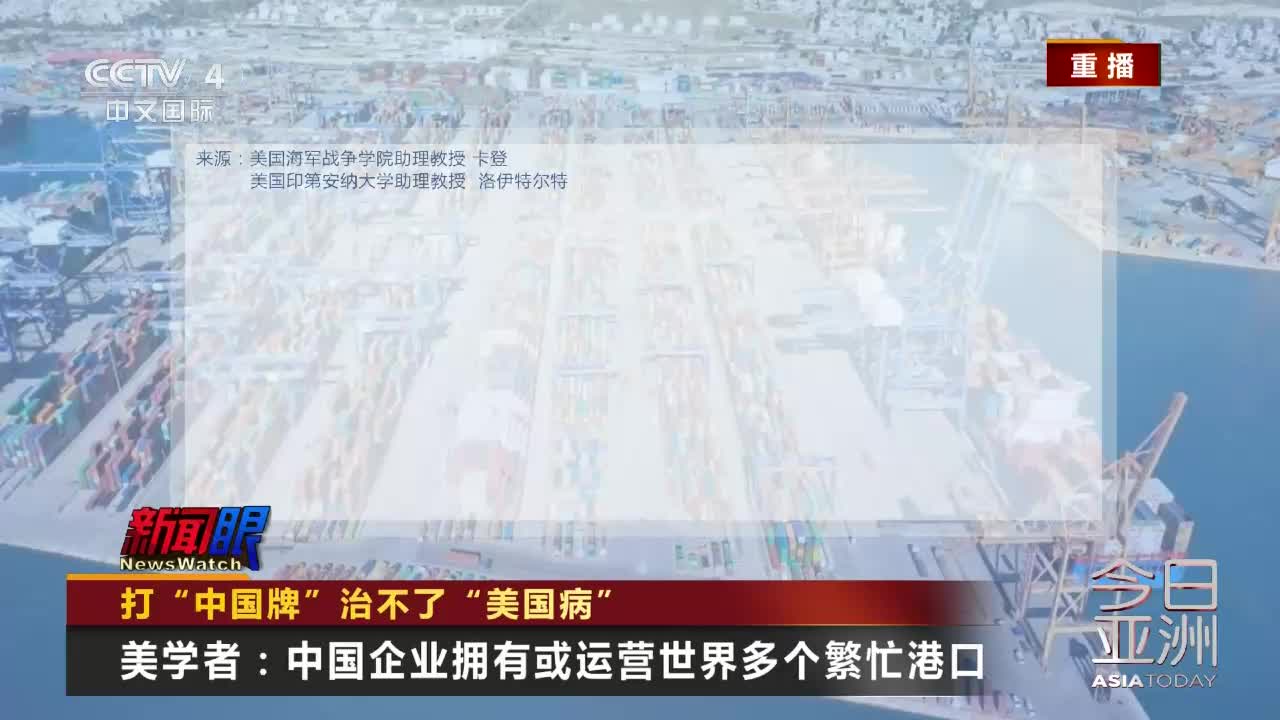 CCTV 4
中文国际
重播
来源：美国海军战争学院助理教授 卡登
美国印第安纳大学助理教授 洛伊特尔特
新闻眼
NewsWatch
打“中国牌”治不了“美国病”
美学者：中国企业拥有或运营世界多个繁忙港口
今日
亚洲
ASIA TODAY